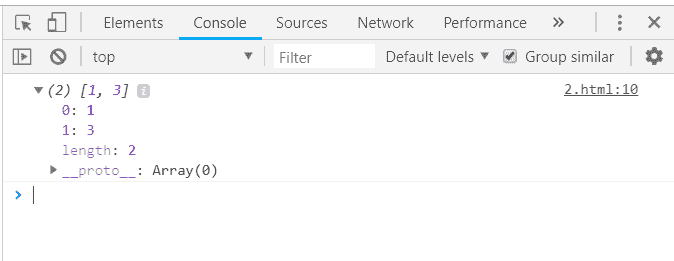 Elements Console Sources Network Performance »
top Filter Default levels Group similar
(2) [1, 3] i 2.html:10
0: 1
1: 3
length: 2
__proto__: Array(0)
>